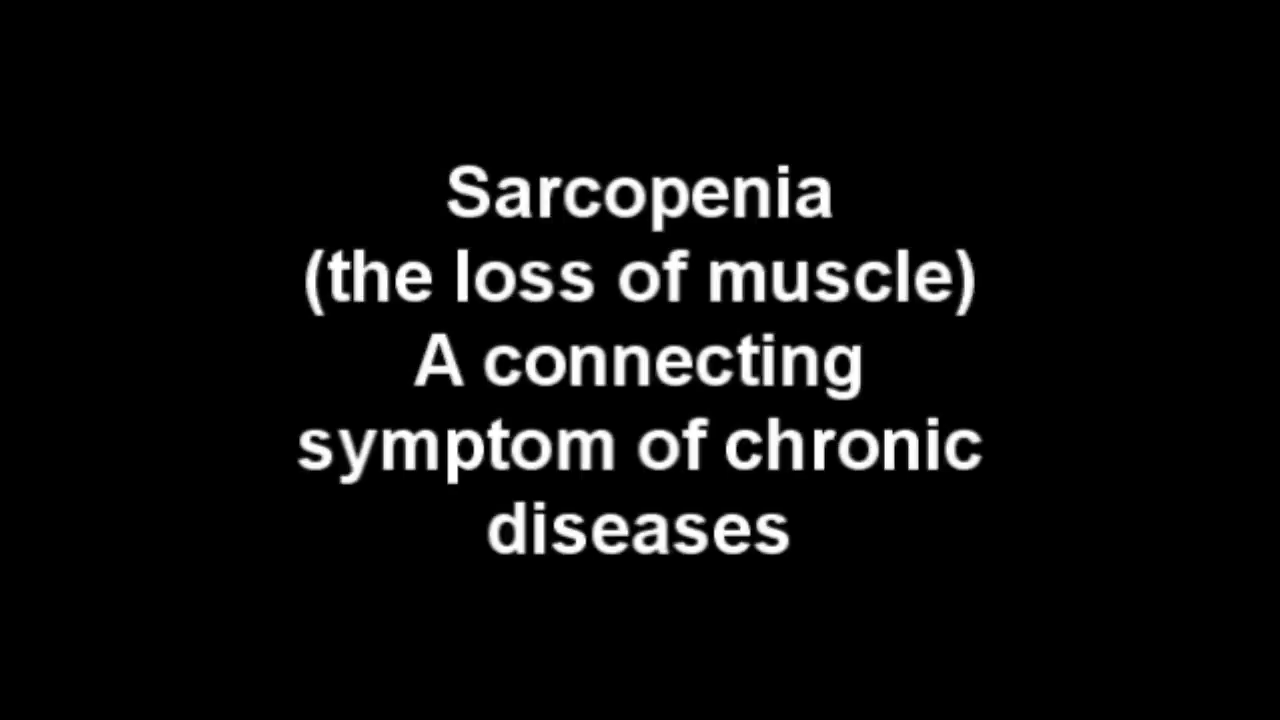 Sarcopenia
(the loss of muscle)
A connecting
symptom of chronic
diseases